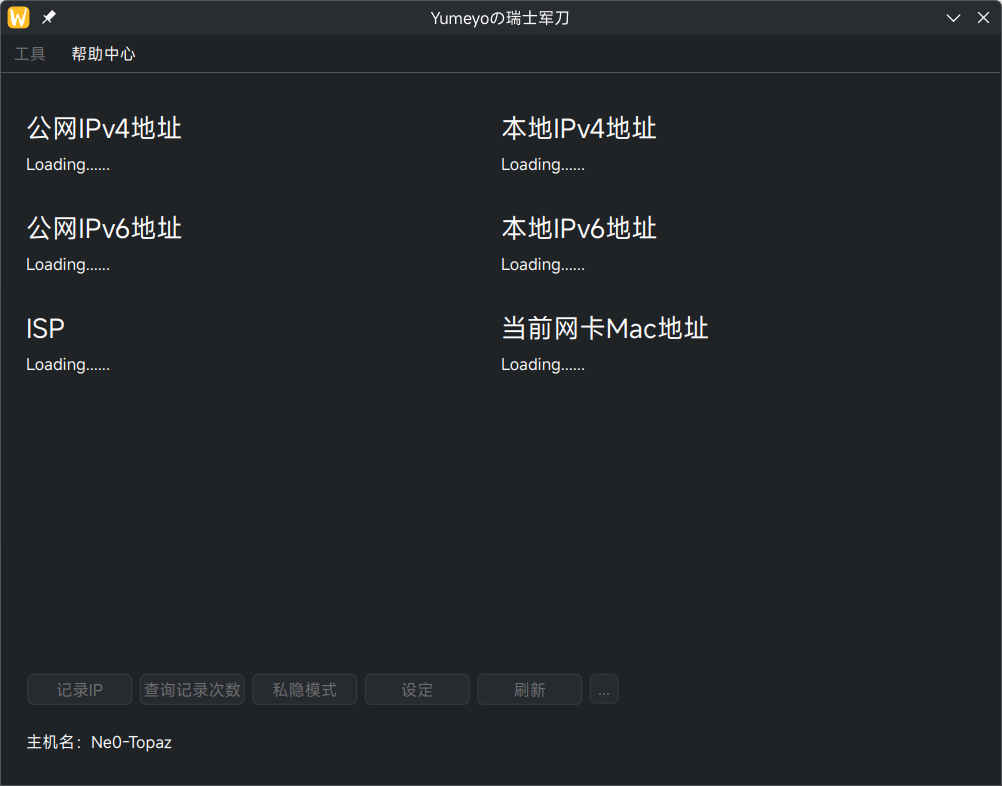 W
Yumeyoの瑞士军刀
工具 帮助中心
公网IPv4地址
Loading......
本地IPv4地址
Loading......
公网IPv6地址
Loading......
本地IPv6地址
Loading......
ISP
Loading......
当前网卡Mac地址
Loading......
记录IP 查询记录次数 私隐模式 设定 刷新 ...
主机名：Ne0-Topaz